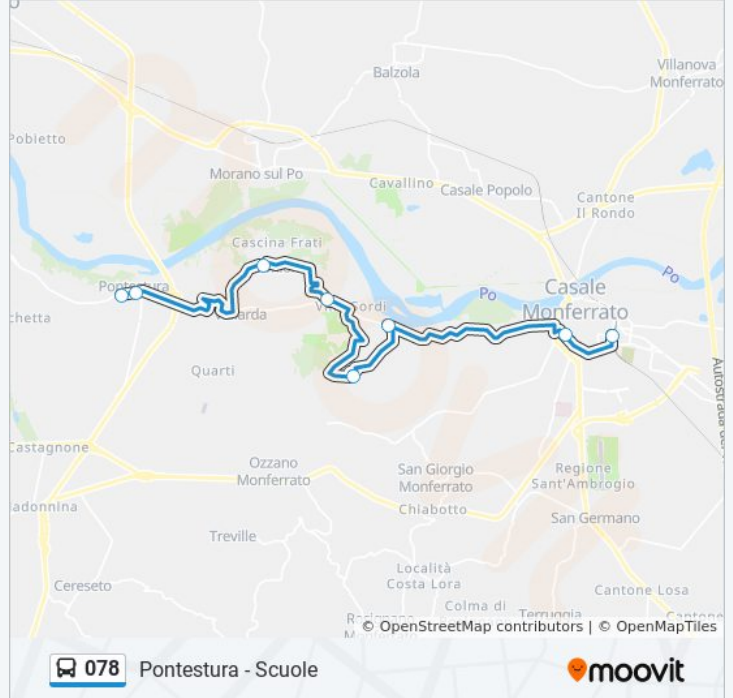 Balzola
Villanova
Monferrato
Pobietto
Morano sul Po
Cavallino
Casale Popolo
Cantone
Il Rondo
Cascina Frati
Po
Casale
Monferrato
Po
Pontestura
Quarti
Ozzano
Monferrato
San Giorgio
Monferrato
Chiabotto
Regione
Sant'Ambrogio
San Germano
Castagnone
Treville
Località
Costa Lora
Cereseto
Colma di
Cantone Losa
© OpenStreetMap contributors | © OpenMapTiles
078 Pontestura - Scuole
moovit